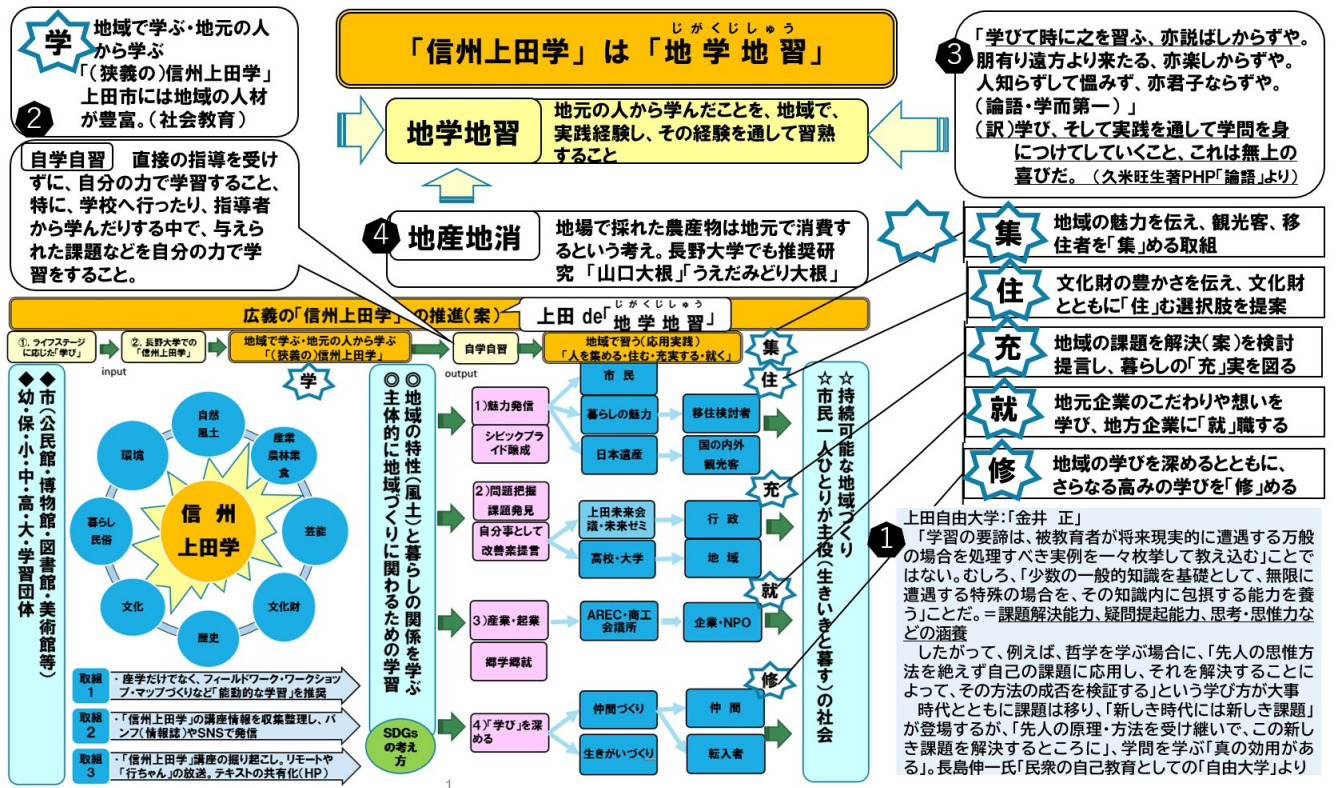 じがくじしゅう
「信州上田学」は「地学地習」
学
地域で学ぶ・地元の人
から学ぶ
「(狭義の)信州上田学」
上田市には地域の人材
が豊富。(社会教育)
2
自学自習 直接の指導を受け
ずに、自分の力で学習すること、
特に、学校へ行ったり、指導者
から学んだりする中で、与えら
れた課題などを自分の力で学
習をすること。
地学地習
地元の人から学んだことを、地域で、
実践経験し、その経験を通して習熟
すること
4
地産地消
地場で採れた農産物は地元で消費す
るという考え。長野大学でも推奨研
究 「山口大根」「うえだみどり大根」
3
「学びて時に之を習ふ、亦説ばしからずや。
朋有り遠方より来たる、亦楽しからずや。
人知らずして慍みず、亦君子ならずや。
(論語・学而第一)」
(訳)学び、そして実践を通して学問を身
につけてしていくこと、これは無上の
喜びだ。 (久米旺生著PHP「論語」より)
集
地域の魅力を伝え、観光客、移
住者を「集」める取組
住
文化財の豊かさを伝え、文化財
とともに「住」む選択肢を提案
充
地域の課題を解決(案)を検討
提言し、暮らしの「充」実を図る
就
地元企業のこだわりや想いを
学び、地方企業に「就」職する
修
地域の学びを深めるとともに、
さらなる高みの学びを「修」める
広義の「信州上田学」の推進(案)
じがくじしゅう
上田 de「地学地習」
①.ライフステージ
に応じた「学び」
②.長野大学での
「信州上田学」
地域で学ぶ・地元の人から学ぶ
「(狭義の)信州上田学」
自学自習
地域で習う(応用実践)
「人を集める・住む・充実する・就く」
input
output
学
集
住
充
就
修
◆市(公民館・博物館・図書館・美術館等)
◆幼・保・小・中・高・大・学習団体
自然
風土
産業
農林業
食
芸能
文化財
歴史
文化
暮らし
民俗
環境
信州
上田学
取組
1
・座学だけでなく、フィールドワーク・ワークショッ
プ・マップづくりなど「能動的な学習」を推奨
取組
2
・「信州上田学」の講座情報を収集整理し、パ
ンフ(情報誌)やSNSで発信
取組
3
・「信州上田学」講座の掘り起こし。リモートや
「行ちゃん」の放送。テキストの共有化(HP)
◎地域の特性(風土)と暮らしの関係を学ぶ
◎主体的に地域づくりに関わるための学習
SDGs
の考え
方
1)魅力発信
シビックプラ
イド醸成
市民
暮らしの魅力
日本遺産
移住検討者
国の内外
観光客
2)問題把握
課題発見
自分事として
改善案提言
上田未来会
議・未来ゼミ
高校・大学
行政
地域
3)産業・起業
郷学郷就
AREC・商工
会議所
企業・NPO
4)「学び」を深
める
仲間づくり
生きがいづくり
仲間
転入者
☆持続可能な地域づくり
☆市民一人ひとりが主役(生きいきと暮す)の社会
1
上田自由大学:「金井 正」
「学習の要諦は、被教育者が将来現実的に遭遇する万般
の場合を処理すべき実例を一々枚挙して教え込む」ことで
はない。むしろ、「少数の一般的知識を基礎として、無限に
遭遇する特殊の場合を、その知識内に包摂する能力を養
う」ことだ。=課題解決能力、疑問提起能力、思考・思惟力な
どの涵養
したがって、例えば、哲学を学ぶ場合に、「先人の思惟方
法を絶えず自己の課題に応用し、それを解決することに
よって、その方法の成否を検証する」という学び方が大事
時代とともに課題は移り、「新しき時代には新しき課題」
が登場するが、「先人の原理・方法を受け継いで、この新し
き課題を解決するところに」、学問を学ぶ「真の効用があ
る」。長島伸一氏「民衆の自己教育としての「自由大学」より
1